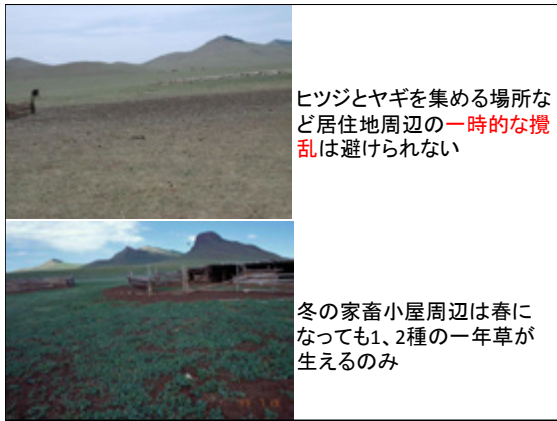 ヒツジとヤギを集める場所な
ど居住地周辺の一時的な攪
乱は避けられない
冬の家畜小屋周辺は春に
なっても1、2種の一年草が
生えるのみ